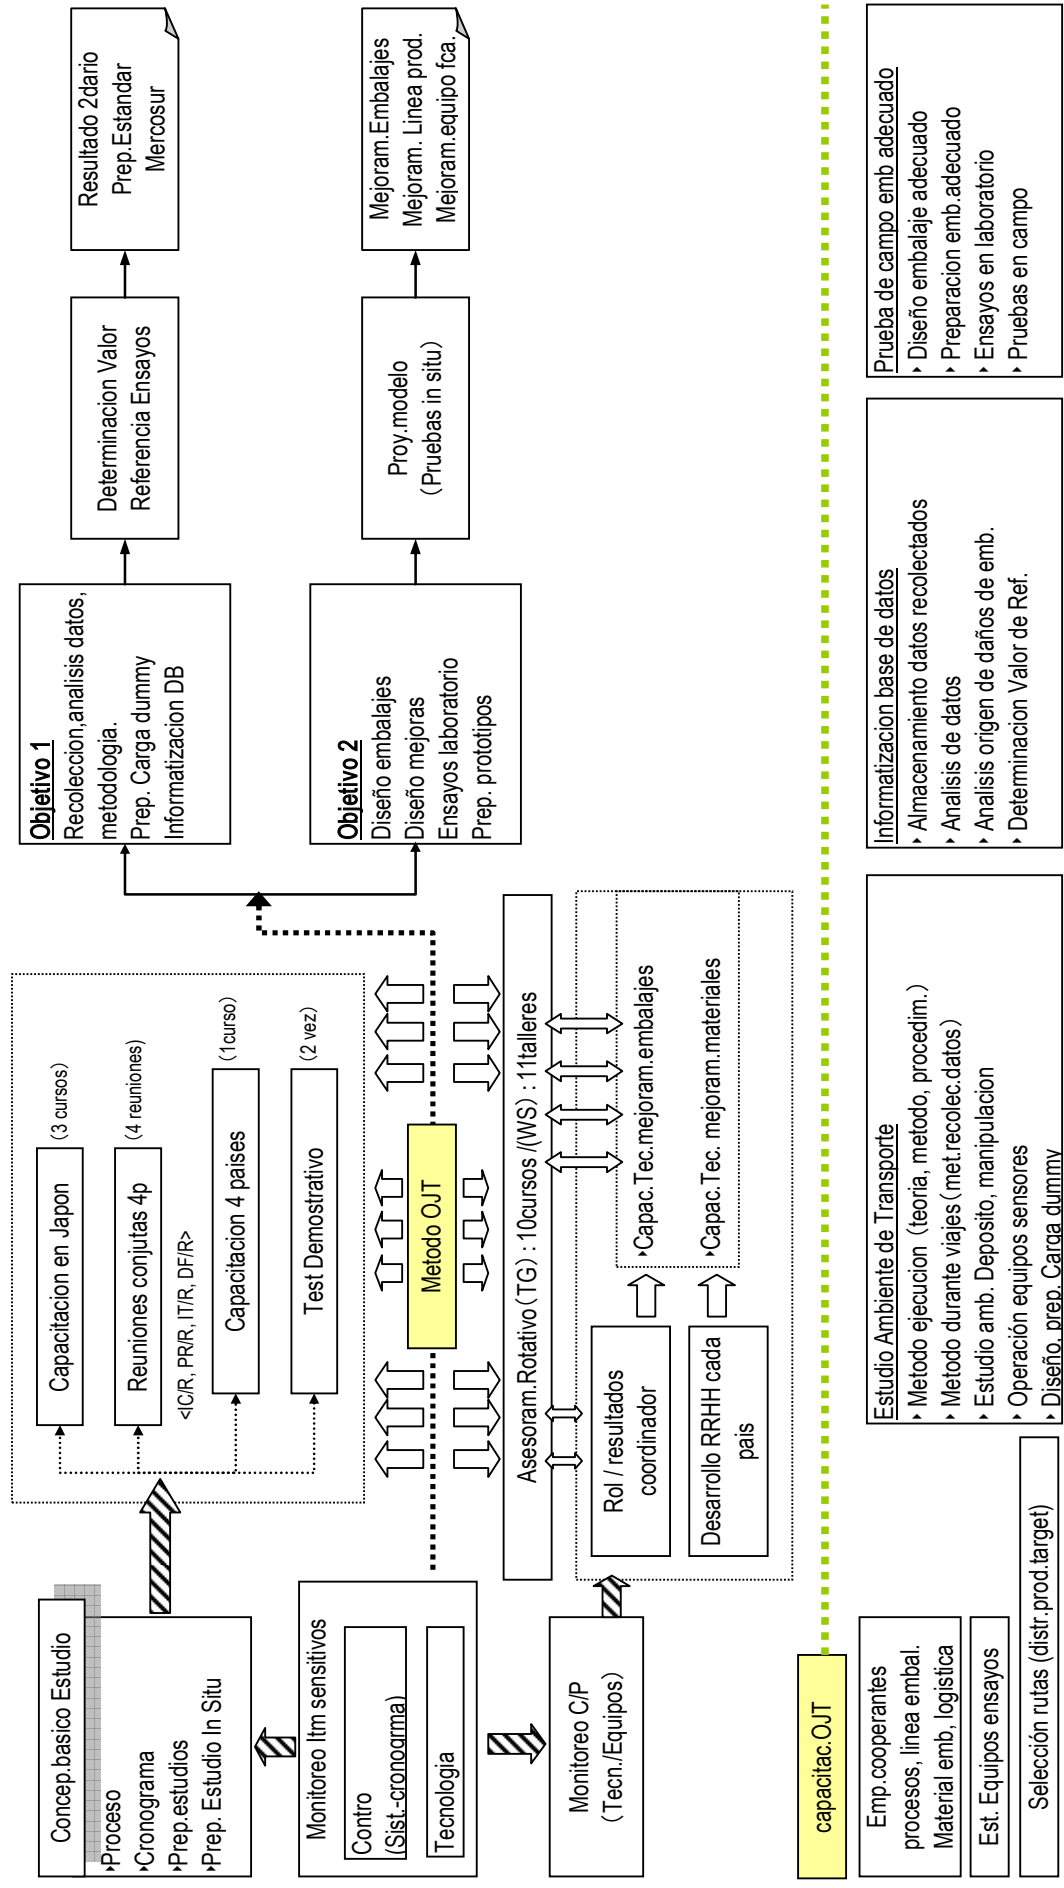 Concep.basico Estudio
▸Proceso
▸Cronograma
▸Prep.estudios
▸Prep. Estudio In Situ
Monitoreo Itm sensitivos
Contro
(Sist.-cronoqrma)
Tecnologia
Monitoreo C/P
(Tecn./Equipos)
Capacitacion en Japon
(3 cursos)
Reuniones conjutas 4p
(4 reuniones)
<IC/R, PR/R, IT/R, DF/R>
Capacitacion 4 paises
(1curso)
Test Demostrativo
(2 vez)
Metodo OJT
Asesoram.Rotativo(TG) : 10cursos /(WS) : 11talleres
Rol / resultados
coordinador
Desarrollo RRHH cada
pais
▸Capac.Tec.mejoram.embalajes
▸Capac.Tec. mejoram.materiales
Objetivo 1
Recoleccion,analisis datos,
metodologia.
Prep. Carga dummy
Informatizacion DB
Determinacion Valor
Referencia Ensayos
Resultado 2dario
Prep.Estandar
Mercosur
Objetivo 2
Diseño embalajes
Diseño mejoras
Ensayos laboratorio
Prep. prototipos
Proy.modelo
(Pruebas in situ)
Mejoram.Embalajes
Mejoram. Linea prod.
Mejoram.equipo fca.
capacitac.OJT
Emp.cooperantes
procesos, linea embal.
Material emb, logistica
Est. Equipos ensayos
Selección rutas (distr.prod.target)
Estudio Ambiente de Transporte
▸ Metodo ejecucion (teoria, metodo, procedim.)
▸ Metodo durante viajes (met.recolec.datos)
▸ Estudio amb. Deposito, manipulacion
▸ Operación equipos sensores
▸ Diseño, prep. Carga dummy
Informatizacion base de datos
▸ Almacenamiento datos recolectados
▸ Analisis de datos
▸ Analisis origen de daños de emb.
▸ Determinacion Valor de Ref.
Prueba de campo emb adecuado
▸ Diseño embalaje adecuado
▸ Preparacion emb.adecuado
▸ Ensayos en laboratorio
▸ Pruebas en campo